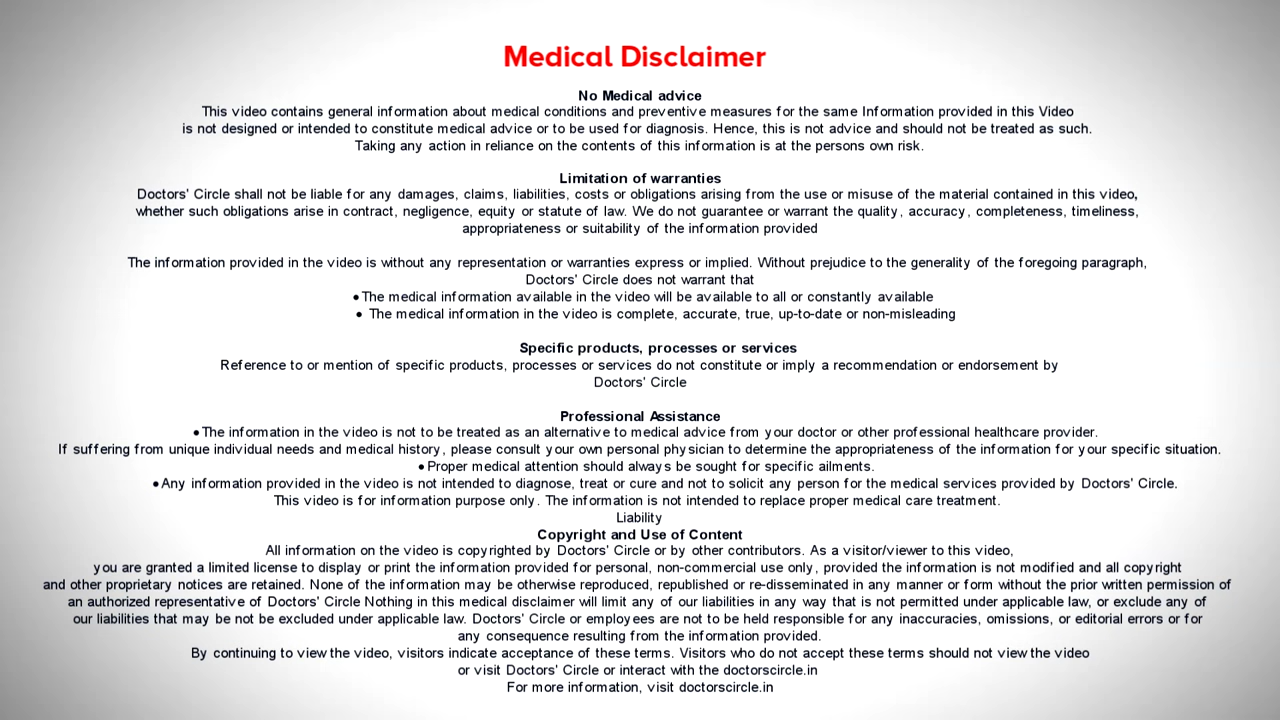 Medical Disclaimer
No Medical advice
This video contains general information about medical conditions and preventive measures for the same Information provided in this Video
is not designed or intended to constitute medical advice or to be used for diagnosis. Hence, this is not advice and should not be treated as such.
Taking any action in reliance on the contents of this information is at the persons own risk.
Limitation of warranties
Doctors' Circle shall not be liable for any damages, claims, liabilities, costs or obligations arising from the use or misuse of the material contained in this video,
whether such obligations arise in contract, negligence, equity or statute of law. We do not guarantee or warrant the quality, accuracy, completeness, timeliness,
appropriateness or suitability of the information provided
The information provided in the video is without any representation or warranties express or implied. Without prejudice to the generality of the foregoing paragraph,
Doctors' Circle does not warrant that
• The medical information available in the video will be available to all or constantly available
• The medical information in the video is complete, accurate, true, up-to-date or non-misleading
Specific products, processes or services
Reference to or mention of specific products, processes or services do not constitute or imply a recommendation or endorsement by
Doctors' Circle
Professional Assistance
• The information in the video is not to be treated as an alternative to medical advice from your doctor or other professional healthcare provider.
If suffering from unique individual needs and medical history, please consult your own personal physician to determine the appropriateness of the information for your specific situation.
• Proper medical attention should always be sought for specific ailments.
• Any information provided in the video is not intended to diagnose, treat or cure and not to solicit any person for the medical services provided by Doctors' Circle.
This video is for information purpose only. The information is not intended to replace proper medical care treatment.
Liability
Copyright and Use of Content
All information on the video is copyrighted by Doctors' Circle or by other contributors. As a visitor/viewer to this video,
you are granted a limited license to display or print the information provided for personal, non-commercial use only, provided the information is not modified and all copyright
and other proprietary notices are retained. None of the information may be otherwise reproduced, republished or re-disseminated in any manner or form without the prior written permission of
an authorized representative of Doctors' Circle Nothing in this medical disclaimer will limit any of our liabilities in any way that is not permitted under applicable law, or exclude any of
our liabilities that may be not be excluded under applicable law. Doctors' Circle or employees are not to be held responsible for any inaccuracies, omissions, or editorial errors or for
any consequence resulting from the information provided.
By continuing to view the video, visitors indicate acceptance of these terms. Visitors who do not accept these terms should not view the video
or visit Doctors' Circle or interact with the doctorscircle.in
For more information, visit doctorscircle.in